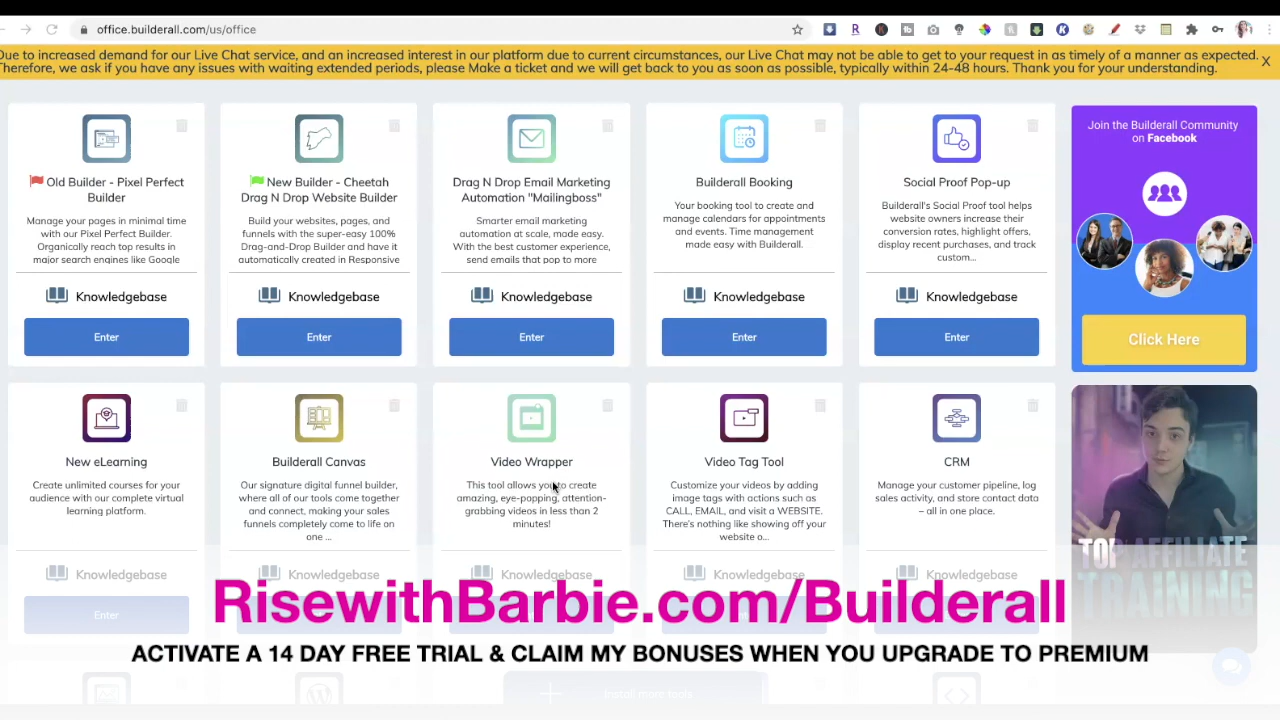 office.builderall.com/us/office
Due to increased demand for our Live Chat service, and an increased interest in our platform due to current circumstances, our Live Chat may not be able to get to your request in as timely of a manner as expected.
Therefore, we ask if you have any issues with waiting extended periods, please Make a ticket and we will get back to you as soon as possible, typically within 24-48 hours. Thank you for your understanding.
X
Old Builder - Pixel Perfect
Builder
Manage your pages in minimal time
with our Pixel Perfect Builder.
Organically reach top results in
major search engines like Google
Knowledgebase
Enter
New Builder - Cheetah
Drag N Drop Website Builder
Build your websites, pages, and
funnels with the super-easy 100%
Drag-and-Drop Builder and have it
automatically created in Responsive
Knowledgebase
Enter
Drag N Drop Email Marketing
Automation "Mailingboss"
Smarter email marketing
automation at scale, made easy.
With the best customer experience,
send emails that pop to more
Knowledgebase
Enter
Builderall Booking
Your booking tool to create and
manage calendars for appointments
and events. Time management
made easy with Builderall.
Knowledgebase
Enter
Social Proof Pop-up
Builderall's Social Proof tool helps
website owners increase their
conversion rates, highlight offers,
display recent purchases, and track
custom...
Knowledgebase
Enter
Join the Builderall Community
on Facebook
Click Here
New eLearning
Create unlimited courses for your
audience with our complete virtual
learning platform.
Knowledgebase
Enter
Builderall Canvas
Our signature digital funnel builder,
where all of our tools come together
and connect, making your sales
funnels completely come to life on
one ...
Knowledgebase
Video Wrapper
This tool allows you to create
amazing, eye-popping, attention-
grabbing videos in less than 2
minutes!
Knowledgebase
Video Tag Tool
Customize your videos by adding
image tags with actions such as
CALL, EMAIL, and visit a WEBSITE.
There's nothing like showing off your
website o...
Knowledgebase
CRM
Manage your customer pipeline, log
sales activity, and store contact data
– all in one place.
Knowledgebase
TOP AFFILIATE
TRAINING
RisewithBarbie.com/Builderall
ACTIVATE A 14 DAY FREE TRIAL & CLAIM MY BONUSES WHEN YOU UPGRADE TO PREMIUM
Install more tools